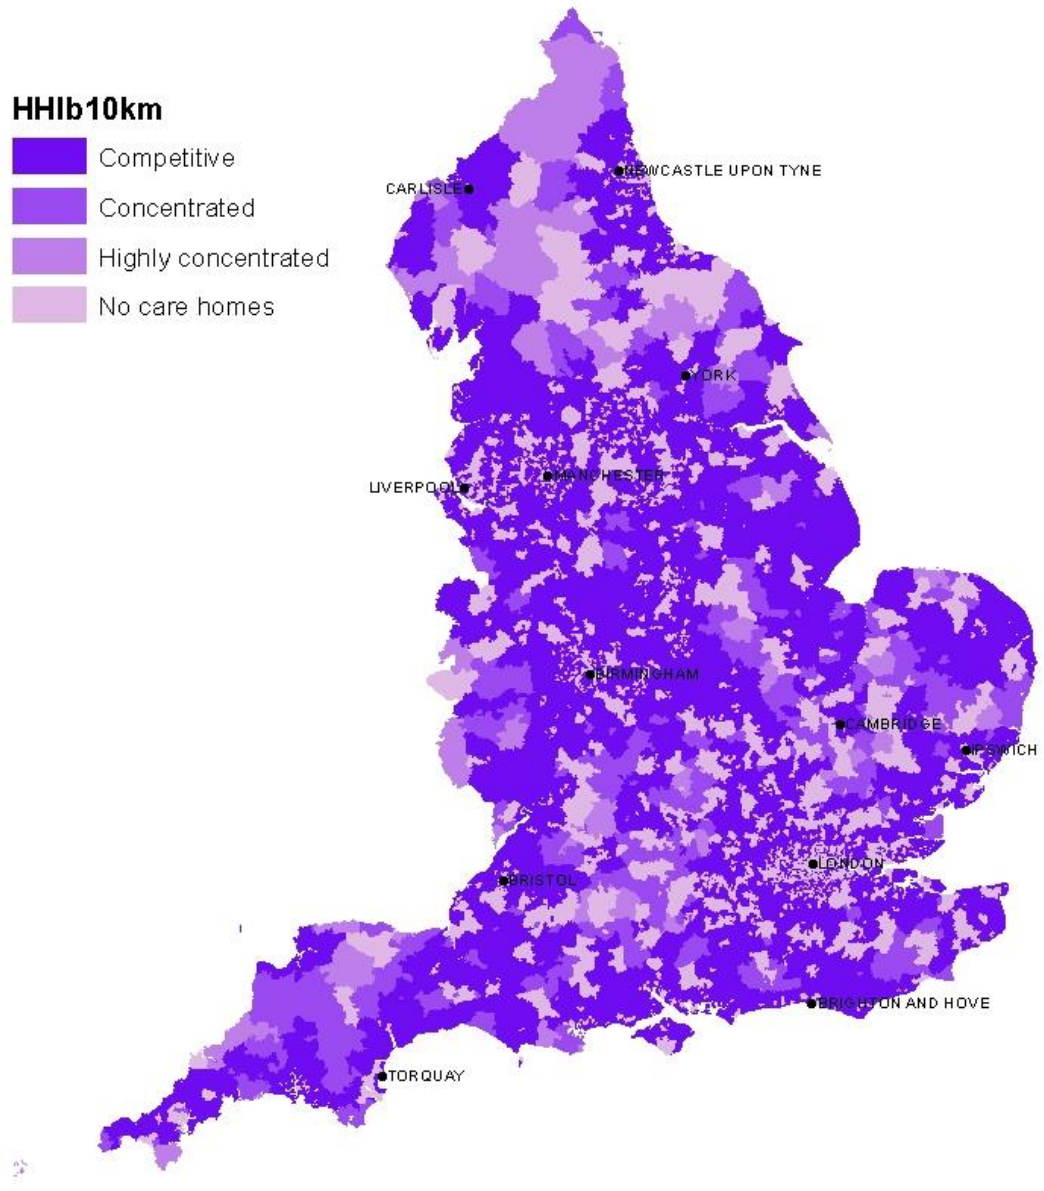 HHIb10km
Competitive
Concentrated
Highly concentrated
No care homes
NEWCASTLE UPON TYNE
CARLISLE
YORK
MANCHESTER
LIVERPOOL
BIRMINGHAM
CAMBRIDGE
IPSWICH
LONDON
BRISTOL
BRIGHTON AND HOVE
TORQUAY